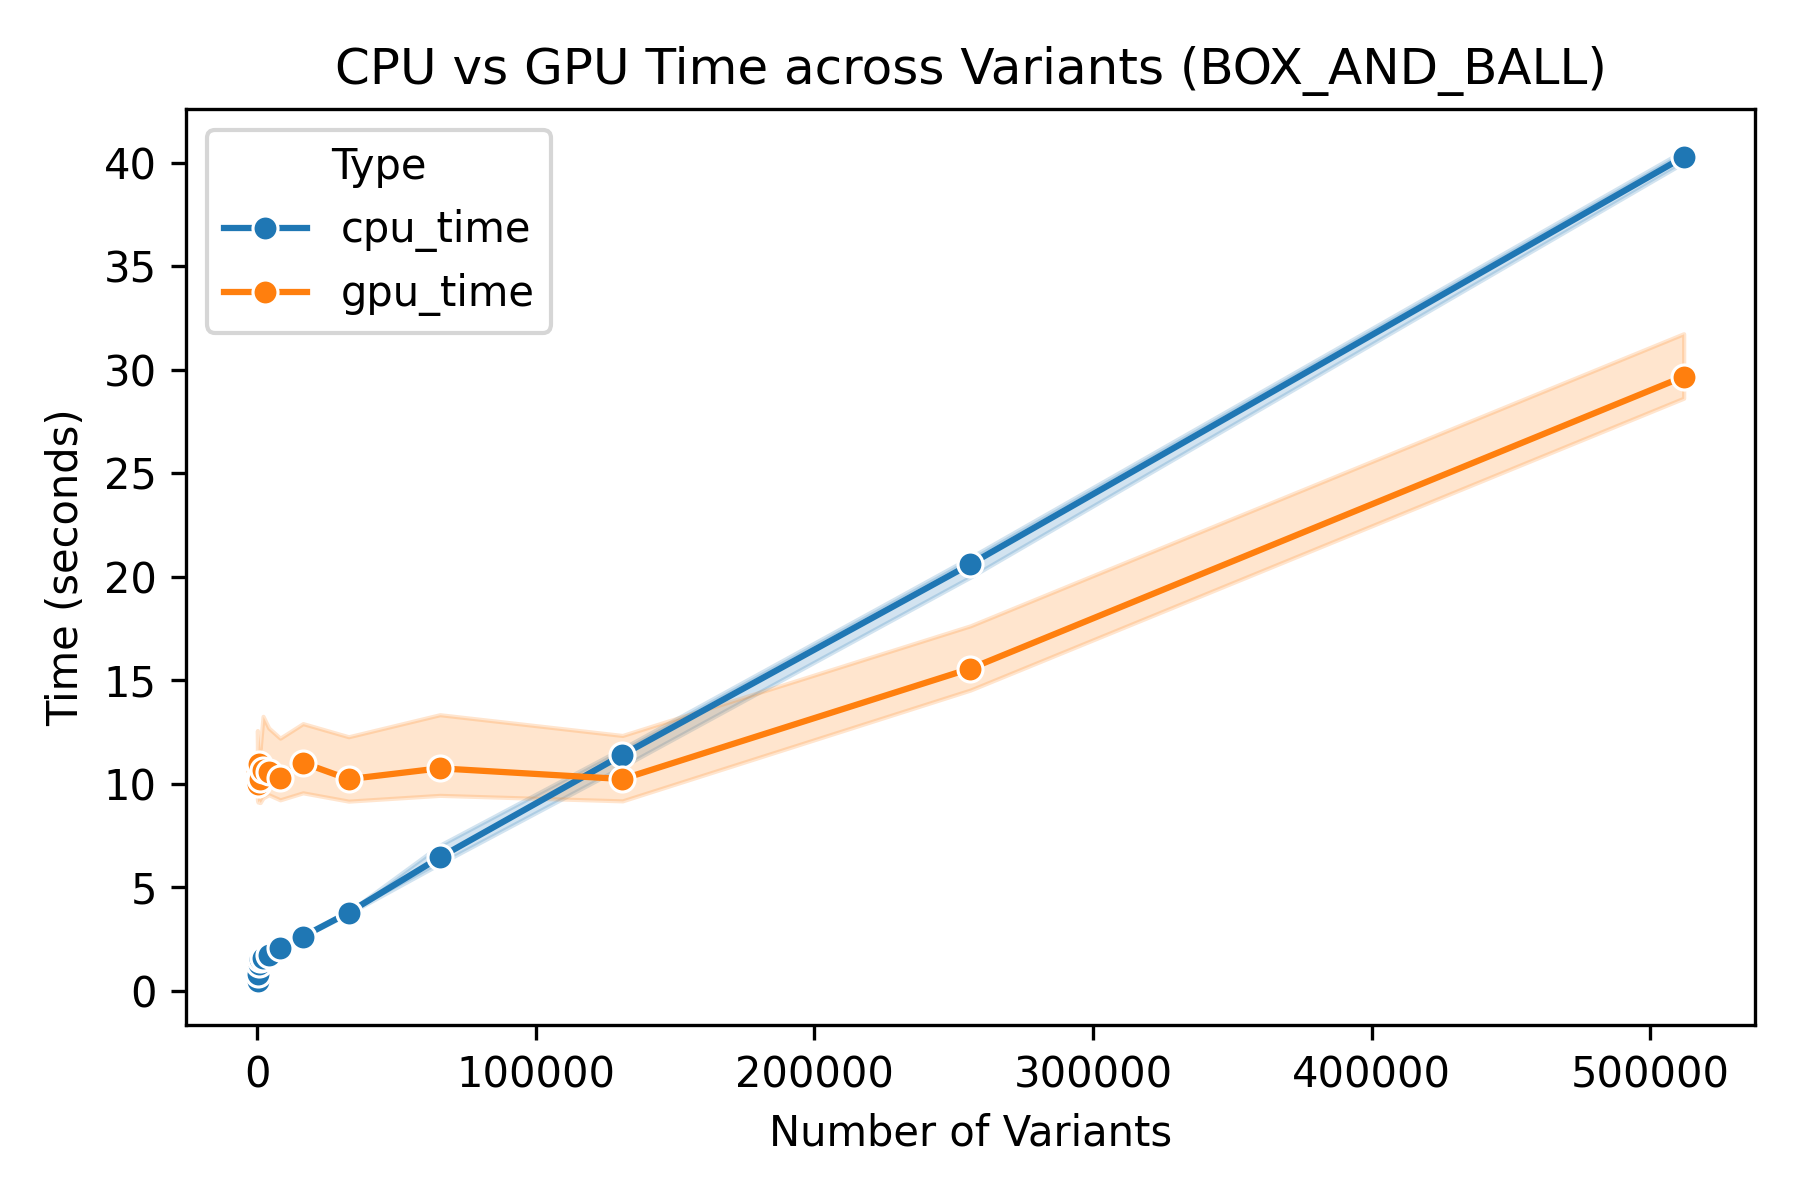 CPU vs GPU Time across Variants (BOX_AND_BALL)
Type
cpu_time
gpu_time
Time (seconds)
40
35
30
25
20
15
10
5
0
0 100000 200000 300000 400000 500000
Number of Variants